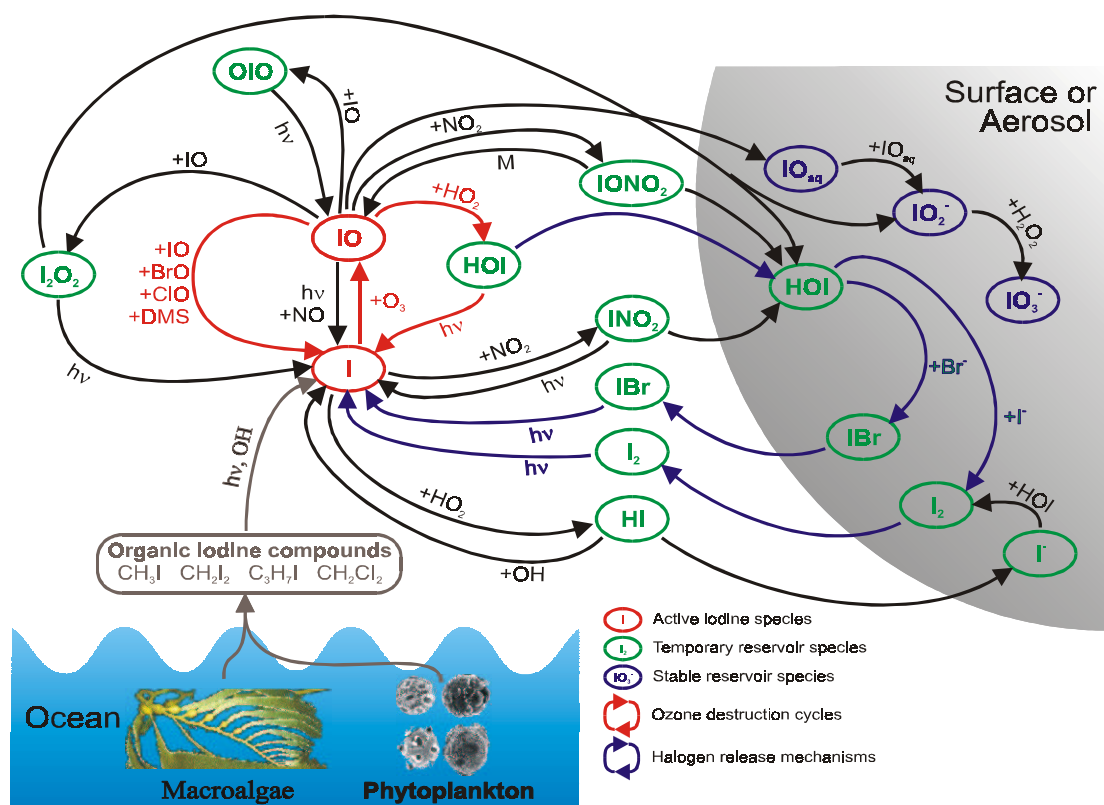 OIO
+IO
hν
+NO₂
M
+IO
+HO₂
IONO₂
IO
HOI
I₂O₂
+IO
+BrO
+ClO
+DMS
hν
+NO
+O₃
hν
hν
I
+NO₂
hν
INO₂
IBr
hν
I₂
hν
+HO₂
HI
+OH
hν, OH
Surface or
Aerosol
IOaq
+IOaq
IO₂⁻
+H₂O₂
IO₃⁻
HOI
+Br⁻
+I⁻
IBr
I₂
+HOI
I⁻
Organic Iodine compounds
CH₃I CH₂I₂ C₃H₇I CH₂Cl₂
Ocean
Macroalgae
Phytoplankton
I Active iodine species
I₂ Temporary reservoir species
IO₃⁻ Stable reservoir species
Ozone destruction cycles
Halogen release mechanisms